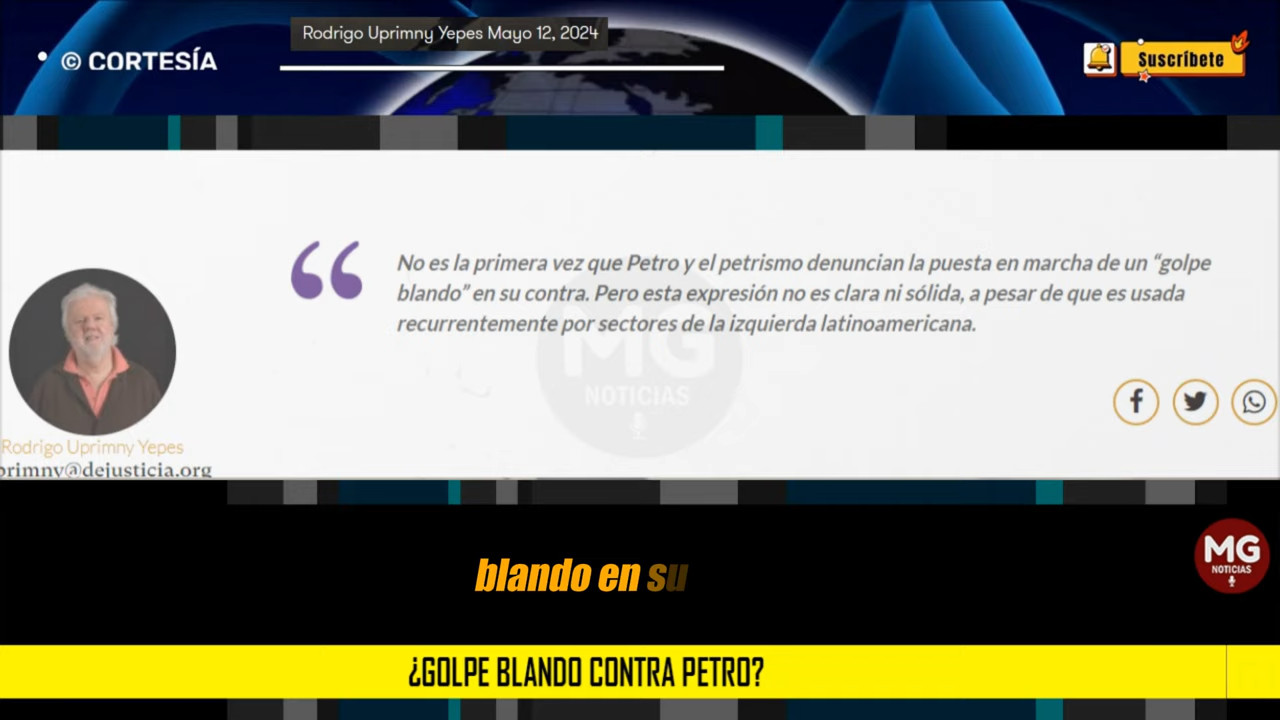 Rodrigo Uprimny Yepes Mayo 12, 2024
© CORTESÍA
Suscríbete
No es la primera vez que Petro y el petrismo denuncian la puesta en marcha de un “golpe
blando” en su contra. Pero esta expresión no es clara ni sólida, a pesar de que es usada
recurrentemente por sectores de la izquierda latinoamericana.
MG
NOTICIAS
Rodrigo Uprimny Yepes
primny@dejusticia.org
blando en su
MG
NOTICIAS
¿GOLPE BLANDO CONTRA PETRO?